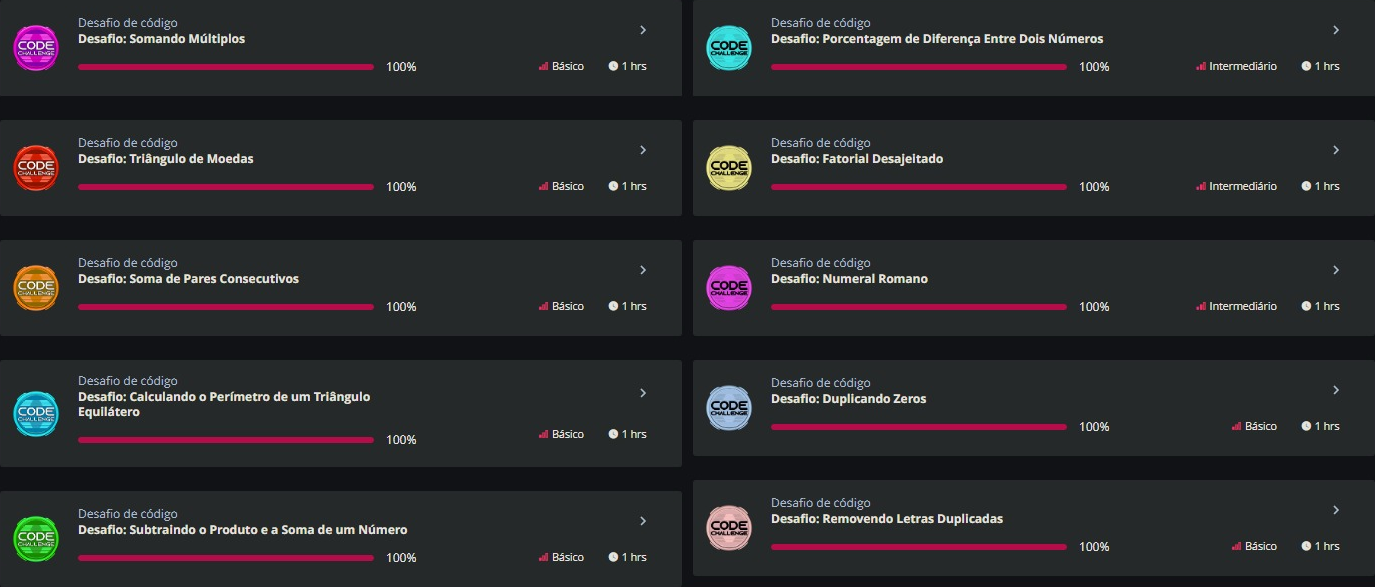 Desafio de código
Desafio: Somando Múltiplos
CODE
CHALLENGE
100%
Básico
1 hrs
Desafio de código
Desafio: Triângulo de Moedas
CODE
CHALLENGE
100%
Básico
1 hrs
Desafio de código
Desafio: Soma de Pares Consecutivos
CODE
CHALLENGE
100%
Básico
1 hrs
Desafio de código
Desafio: Calculando o Perímetro de um Triângulo
Equilátero
CODE
CHALLENGE
100%
Básico
1 hrs
Desafio de código
Desafio: Subtraindo o Produto e a Soma de um Número
CODE
CHALLENGE
100%
Básico
1 hrs
Desafio de código
Desafio: Porcentagem de Diferença Entre Dois Números
CODE
CHALLENGE
100%
Intermediário
1 hrs
Desafio de código
Desafio: Fatorial Desajeitado
CODE
CHALLENGE
100%
Intermediário
1 hrs
Desafio de código
Desafio: Numeral Romano
CODE
CHALLENGE
100%
Intermediário
1 hrs
Desafio de código
Desafio: Duplicando Zeros
CODE
CHALLENGE
100%
Básico
1 hrs
Desafio de código
Desafio: Removendo Letras Duplicadas
CODE
CHALLENGE
100%
Básico
1 hrs